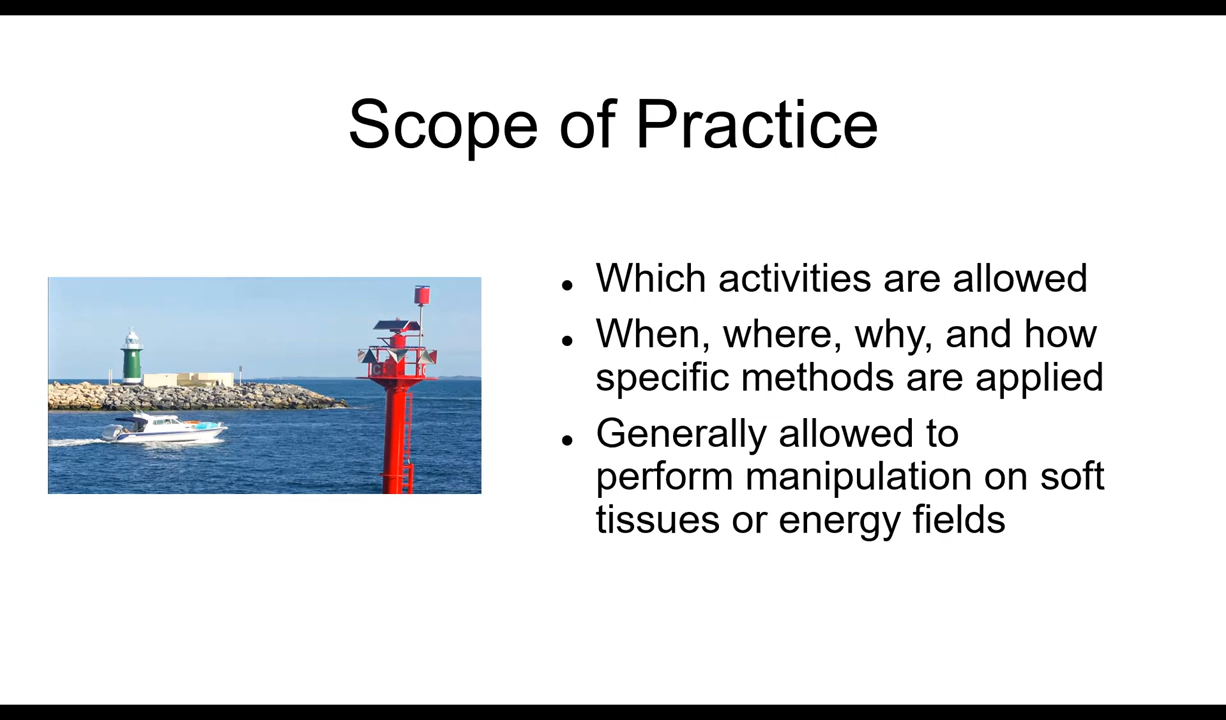 Scope of Practice
Which activities are allowed
When, where, why, and how
specific methods are applied
Generally allowed to
perform manipulation on soft
tissues or energy fields